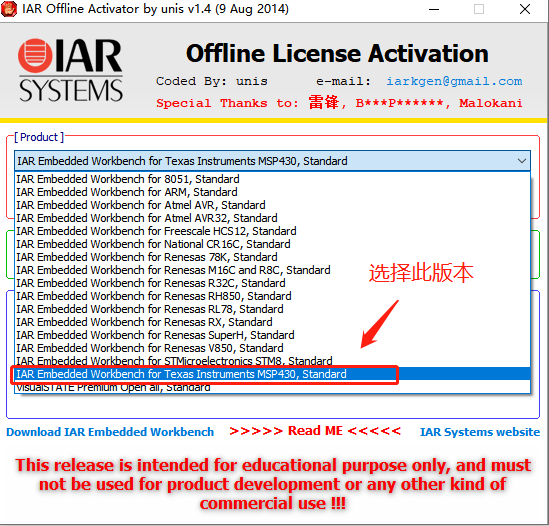 IAR Offline Activator by unis v1.4 (9 Aug 2014)
IAR
SYSTEMS
Offline License Activation
Coded By: unis e-mail: iarkgen@gmail.com
Special Thanks to: 雷锋, B***P******, Malokani
[ Product ]
IAR Embedded Workbench for Texas Instruments MSP430, Standard
IAR Embedded Workbench for 8051, Standard
IAR Embedded Workbench for ARM, Standard
IAR Embedded Workbench for Atmel AVR, Standard
IAR Embedded Workbench for Atmel AVR32, Standard
IAR Embedded Workbench for Freescale HCS12, Standard
IAR Embedded Workbench for National CR16C, Standard
IAR Embedded Workbench for Renesas 78K, Standard
IAR Embedded Workbench for Renesas M16C and R8C, Standard
IAR Embedded Workbench for Renesas R32C, Standard
IAR Embedded Workbench for Renesas RH850, Standard
IAR Embedded Workbench for Renesas RL78, Standard
IAR Embedded Workbench for Renesas RX, Standard
IAR Embedded Workbench for Renesas SuperH, Standard
IAR Embedded Workbench for Renesas V850, Standard
IAR Embedded Workbench for STMicroelectronics STM8, Standard
IAR Embedded Workbench for Texas Instruments MSP430, Standard
visualSTATE Premium Open all, Standard
选择此版本
Download IAR Embedded Workbench >>>>> Read ME <<<<< IAR Systems website
This release is intended for educational purpose only, and must
not be used for product development or any other kind of
commercial use !!!